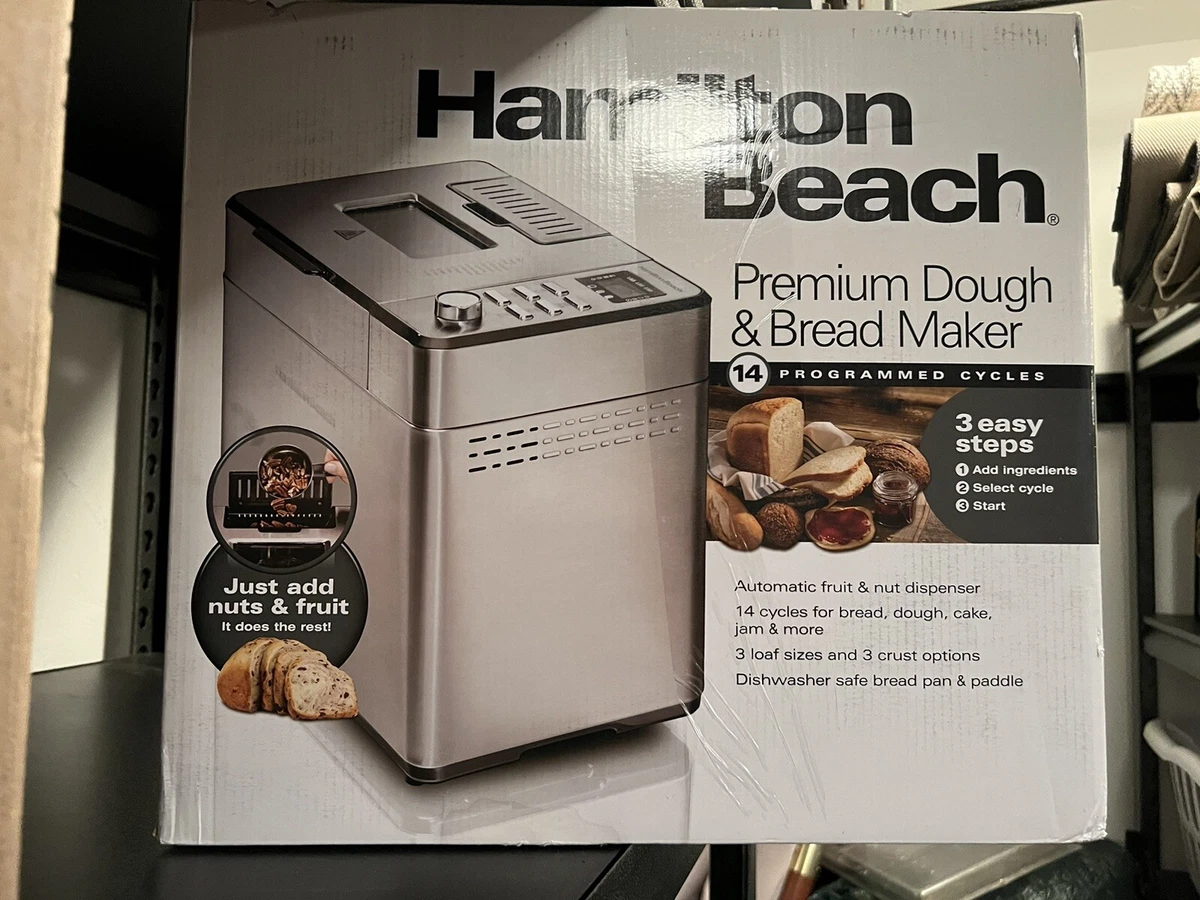 Hamilton
Beach®
Premium Dough
& Bread Maker
14 PROGRAMMED CYCLES
3 easy
steps
1 Add ingredients
2 Select cycle
3 Start
Automatic fruit & nut dispenser
14 cycles for bread, dough, cake,
jam & more
3 loaf sizes and 3 crust options
Dishwasher safe bread pan & paddle
Just add
nuts & fruit
It does the rest!